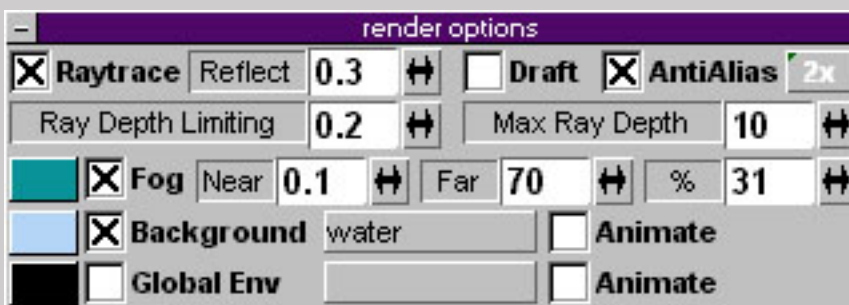 render options
Raytrace Reflect 0.3 Draft AntiAlias 2x
Ray Depth Limiting 0.2 Max Ray Depth 10
Fog Near 0.1 Far 70 % 31
Background water Animate
Global Env Animate